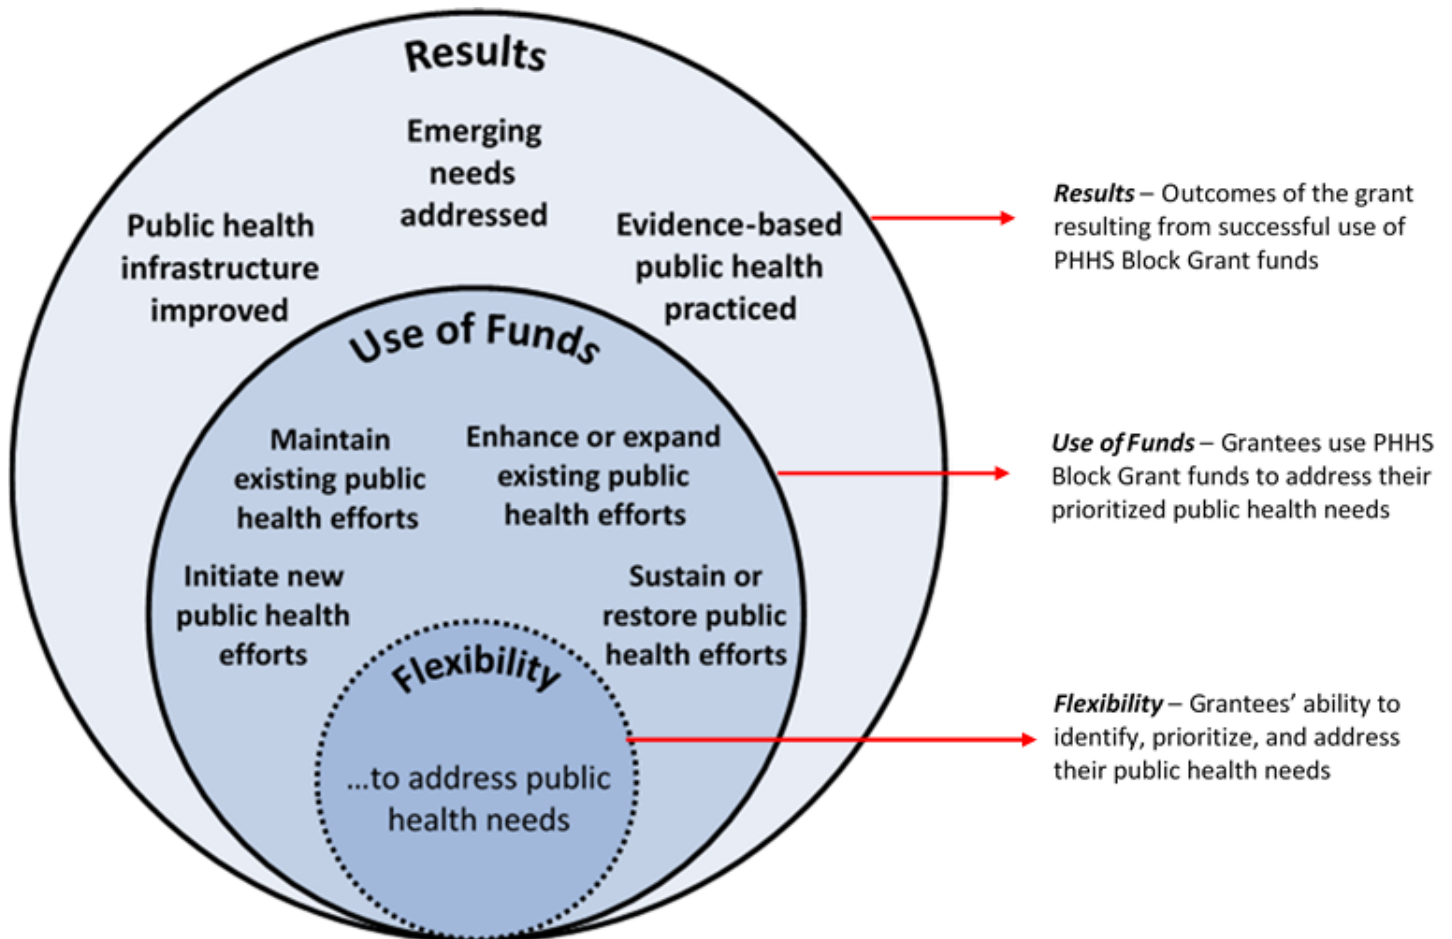 Results
Emerging
needs
addressed
Public health
infrastructure
improved
Evidence-based
public health
practiced
Use of Funds
Maintain
existing public
health efforts
Enhance or expand
existing public
health efforts
Initiate new
public health
efforts
Sustain or
restore public
health efforts
Flexibility
...to address public
health needs
Results – Outcomes of the grant
resulting from successful use of
PHHS Block Grant funds
Use of Funds – Grantees use PHHS
Block Grant funds to address their
prioritized public health needs
Flexibility – Grantees’ ability to
identify, prioritize, and address
their public health needs